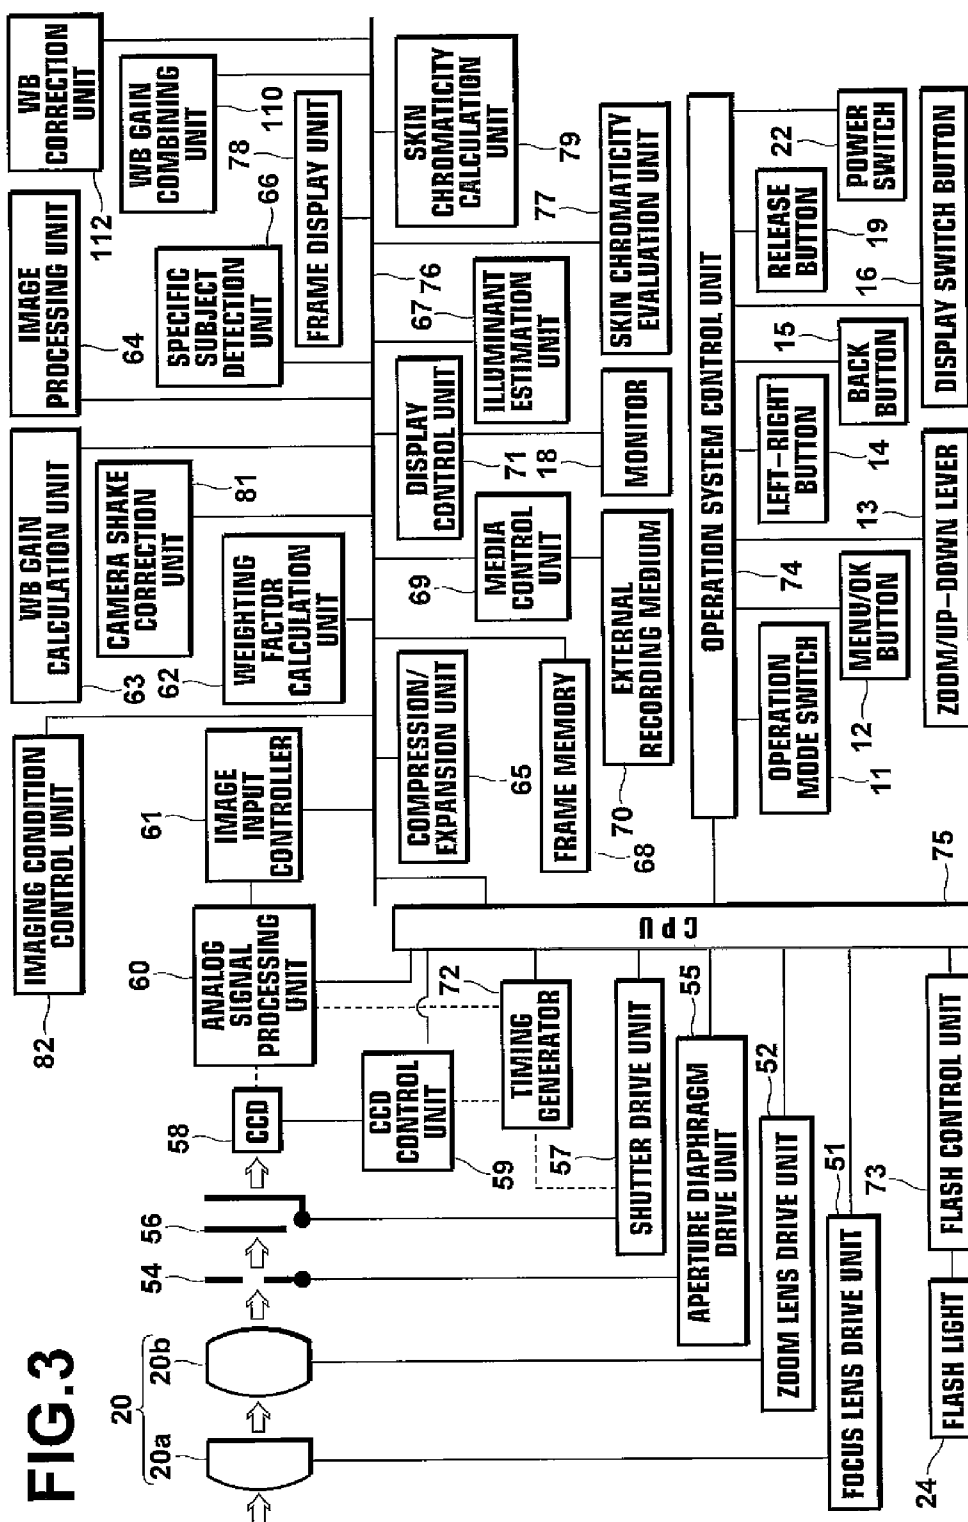 FIG.3
20
20a
20b
54
56
58
CCD
60
ANALOG
SIGNAL
PROCESSING
UNIT
61
IMAGE
INPUT
CONTROLLER
82
IMAGING CONDITION
CONTROL UNIT
63
WB GAIN
CALCULATION UNIT
81
CAMERA SHAKE
CORRECTION
UNIT
62
WEIGHTING
FACTOR
CALCULATION
UNIT
64
IMAGE
PROCESSING UNIT
66
SPECIFIC
SUBJECT
DETECTION
UNIT
78
FRAME DISPLAY UNIT
112
WB
CORRECTION
UNIT
110
WB GAIN
COMBINING
UNIT
59
CCD
CONTROL
UNIT
72
TIMING
GENERATOR
57
SHUTTER DRIVE UNIT
55
APERTURE DIAPHRAGM
DRIVE UNIT
52
ZOOM LENS DRIVE UNIT
51
FOCUS LENS DRIVE UNIT
24
FLASH LIGHT
73
FLASH CONTROL UNIT
75
CPU
65
COMPRESSION/
EXPANSION UNIT
68
FRAME MEMORY
69
MEDIA
CONTROL
UNIT
70
EXTERNAL
RECORDING MEDIUM
71
DISPLAY
CONTROL UNIT
18
MONITOR
67
ILLUMINANT
ESTIMATION
UNIT
76
77
SKIN CHROMATICITY
EVALUATION UNIT
79
SKIN
CHROMATICITY
CALCULATION
UNIT
74
OPERATION SYSTEM CONTROL UNIT
11
OPERATION
MODE SWITCH
12
MENU/OK
BUTTON
13
ZOOM/UP-DOWN LEVER
14
LEFT-RIGHT
BUTTON
15
BACK
BUTTON
16
DISPLAY SWITCH BUTTON
19
RELEASE
BUTTON
22
POWER
SWITCH